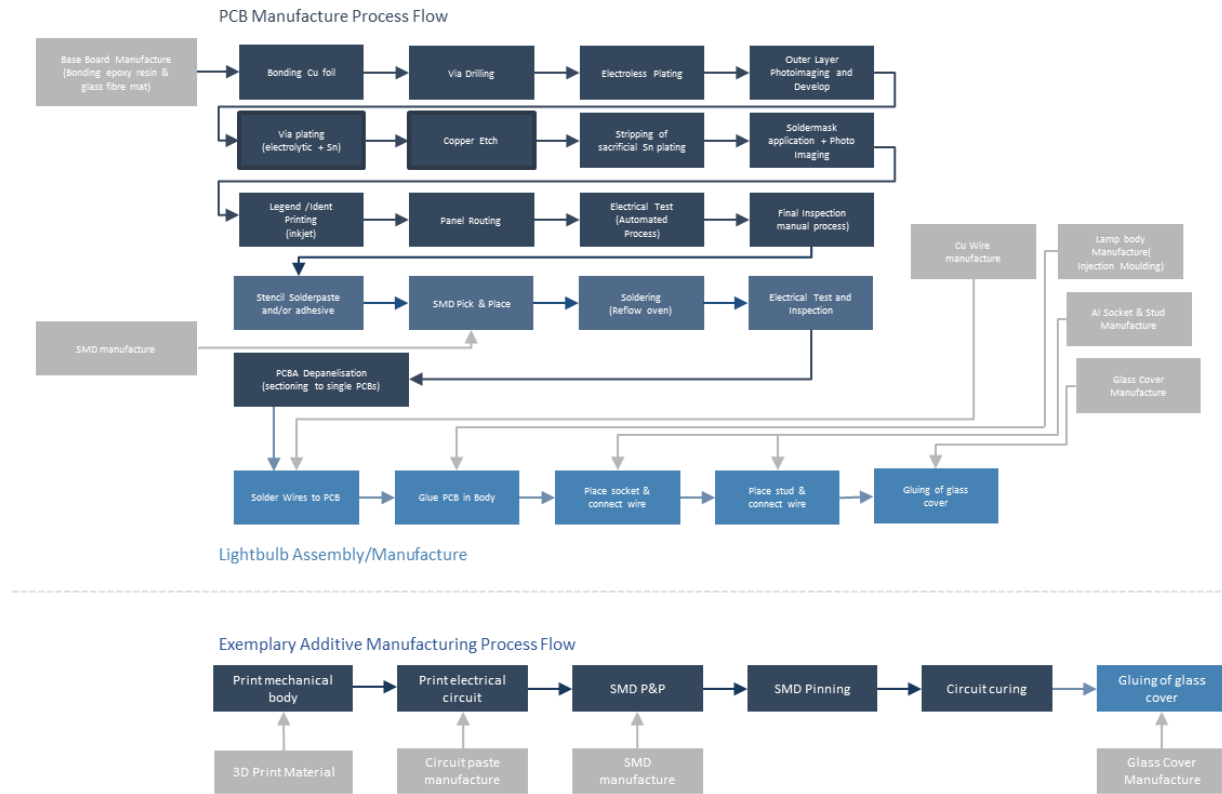 PCB Manufacture Process Flow
Base Board Manufacture
(Bonding epoxy resin &
glass fibre mat)
Bonding Cu foil
Via Drilling
Electroless Plating
Outer Layer
Photoimaging and
Develop
Via plating
(electrolytic + Sn)
Copper Etch
Stripping of
sacrificial Sn plating
Soldermask
application + Photo
Imaging
Legend /Ident
Printing
(inkjet)
Panel Routing
Electrical Test
(Automated
Process)
Final Inspection
manual process)
Cu Wire
manufacture
Lamp body
Manufacture(
Injection Moulding)
Stencil Solderpaste
and/or adhesive
SMD Pick & Place
Soldering
(Reflow oven)
Electrical Test and
Inspection
Al Socket & Stud
Manufacture
SMD manufacture
PCBA Depanelisation
(sectioning to single PCBs)
Glass Cover
Manufacture
Solder Wires to PCB
Glue PCB in Body
Place socket &
connect wire
Place stud &
connect wire
Gluing of glass
cover
Lightbulb Assembly/Manufacture
Exemplary Additive Manufacturing Process Flow
Print mechanical
body
Print electrical
circuit
SMD P&P
SMD Pinning
Circuit curing
Gluing of glass
cover
3D Print Material
Circuit paste
manufacture
SMD
manufacture
Glass Cover
Manufacture